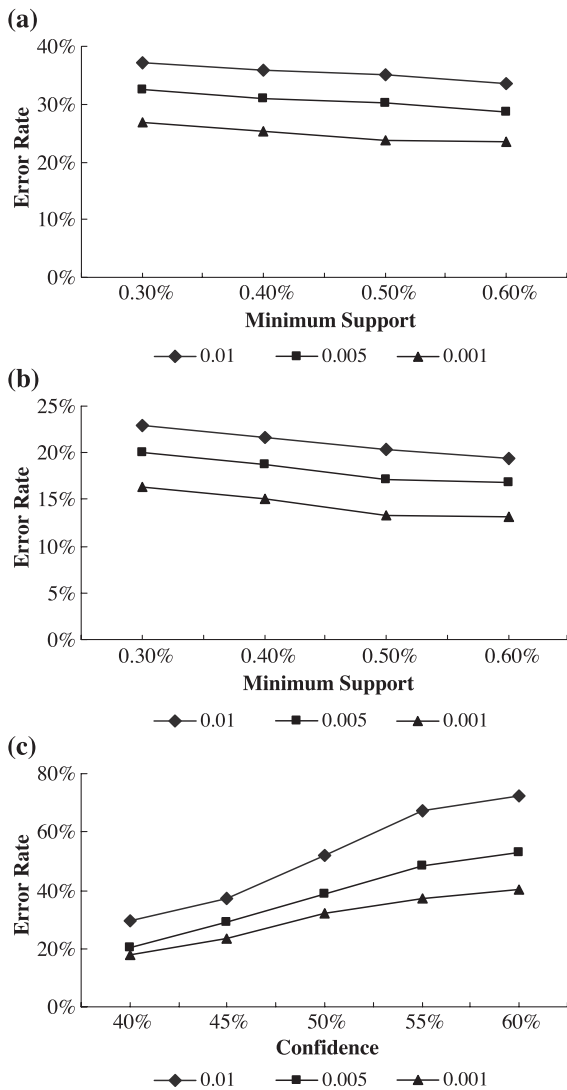 (a)
40%
30%
20%
10%
0%
Error Rate
0.30% 0.40% 0.50% 0.60%
Minimum Support
0.01 0.005 0.001
(b)
25%
20%
15%
10%
5%
0%
Error Rate
0.30% 0.40% 0.50% 0.60%
Minimum Support
0.01 0.005 0.001
(c)
80%
60%
40%
20%
0%
Error Rate
40% 45% 50% 55% 60%
Confidence
0.01 0.005 0.001